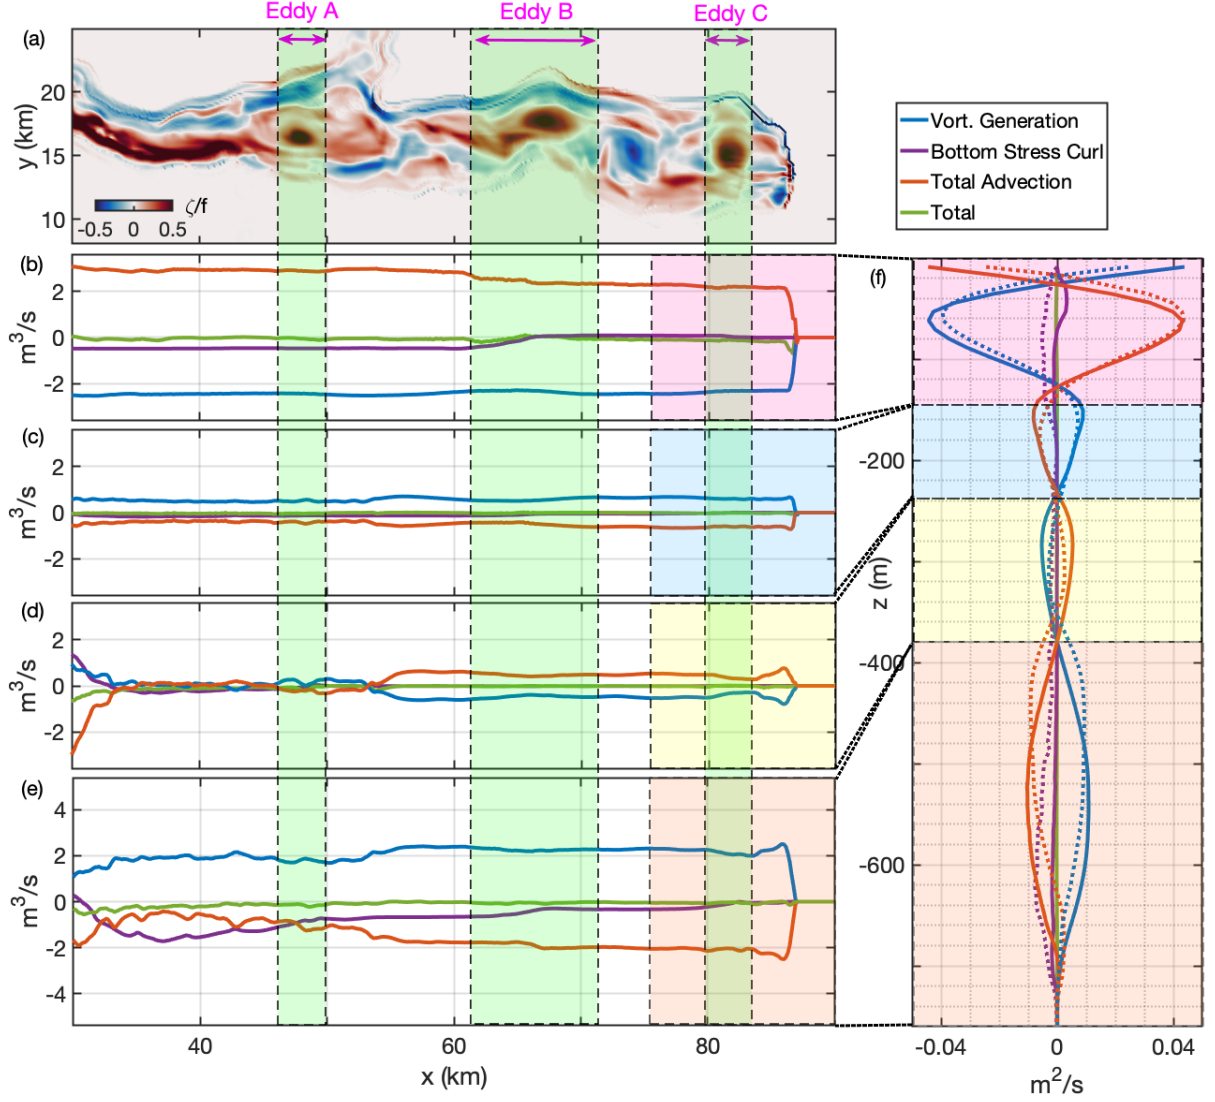 Eddy A
Eddy B
Eddy C
(a)
20
15
10
y (km)
ζ/f
-0.5 0 0.5
Vort. Generation
Bottom Stress Curl
Total Advection
Total
(b)
2
0
-2
m³/s
(c)
2
0
-2
m³/s
(d)
2
0
-2
m³/s
(e)
4
2
0
-2
-4
m³/s
40 60 80
x (km)
(f)
-200
-400
-600
z (m)
-0.04 0 0.04
m²/s